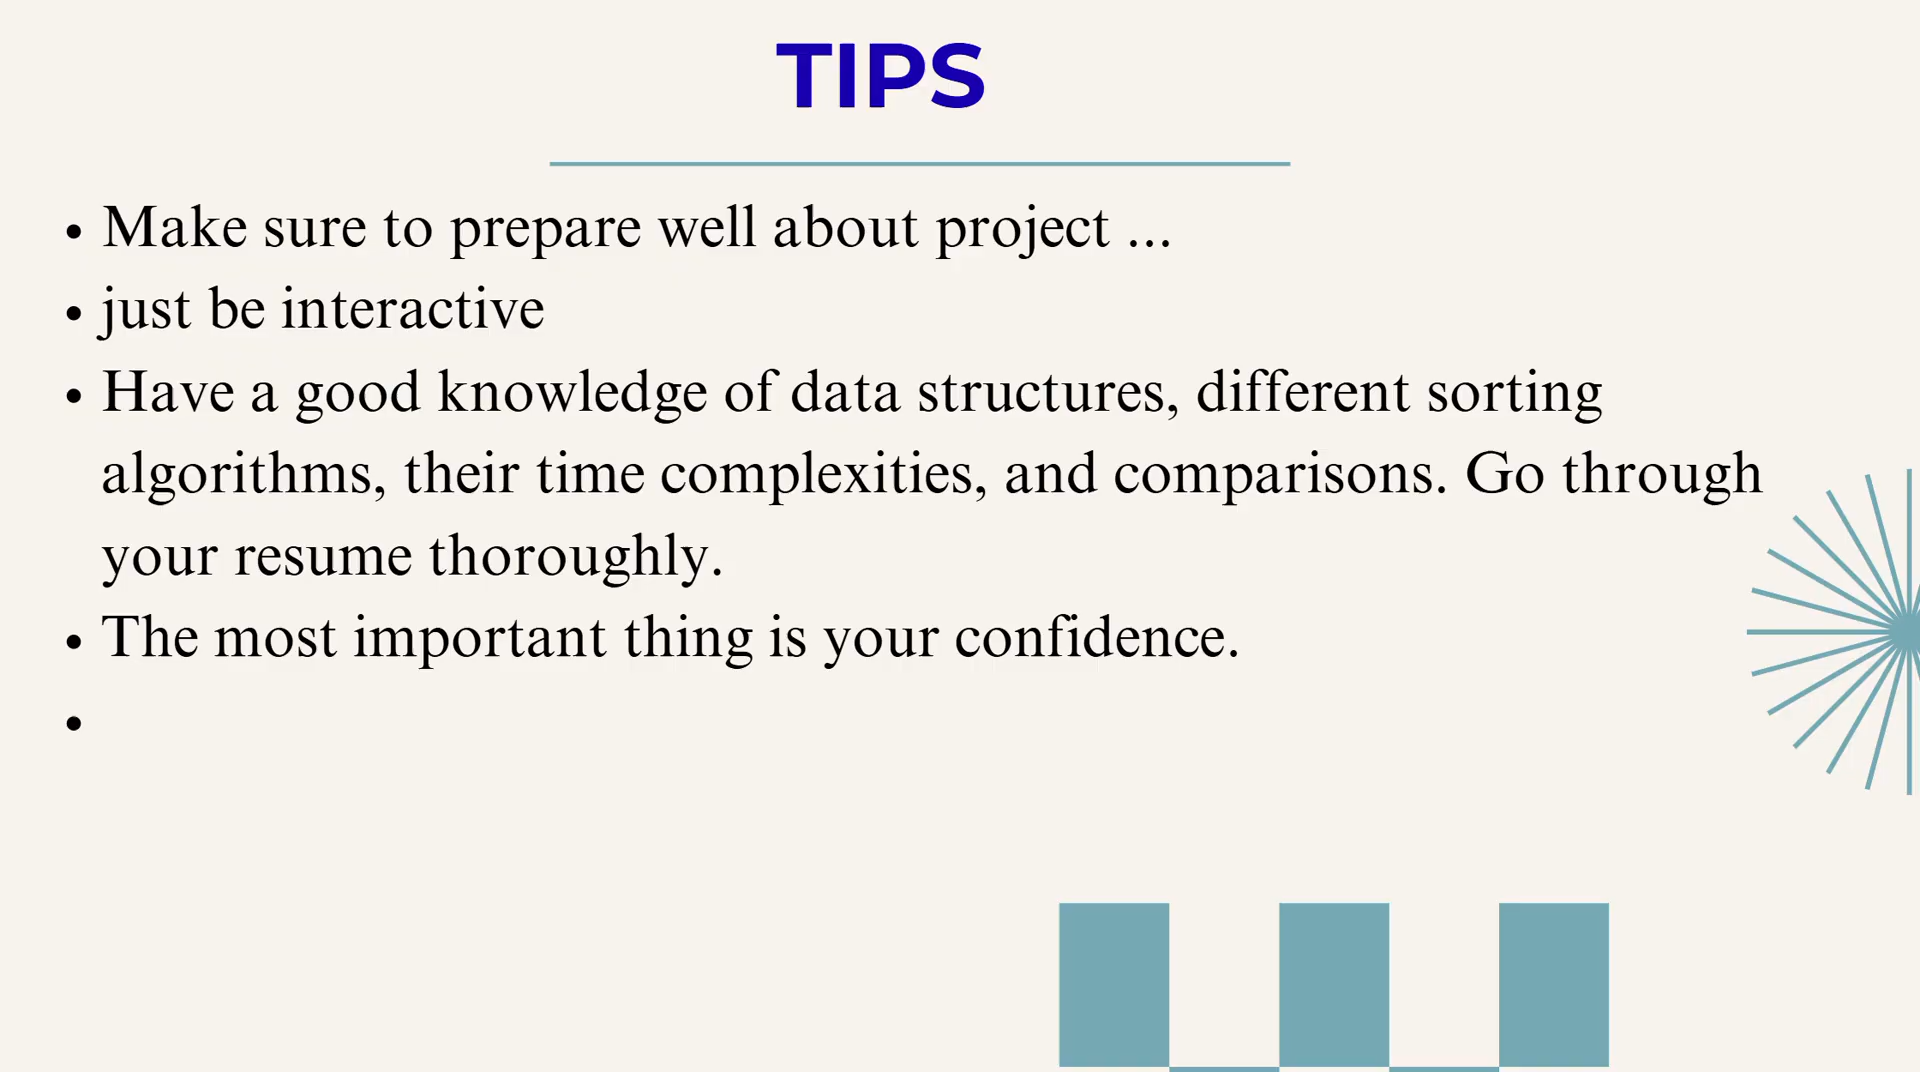 TIPS
• Make sure to prepare well about project ...
• just be interactive
• Have a good knowledge of data structures, different sorting
algorithms, their time complexities, and comparisons. Go through
your resume thoroughly.
• The most important thing is your confidence.
•